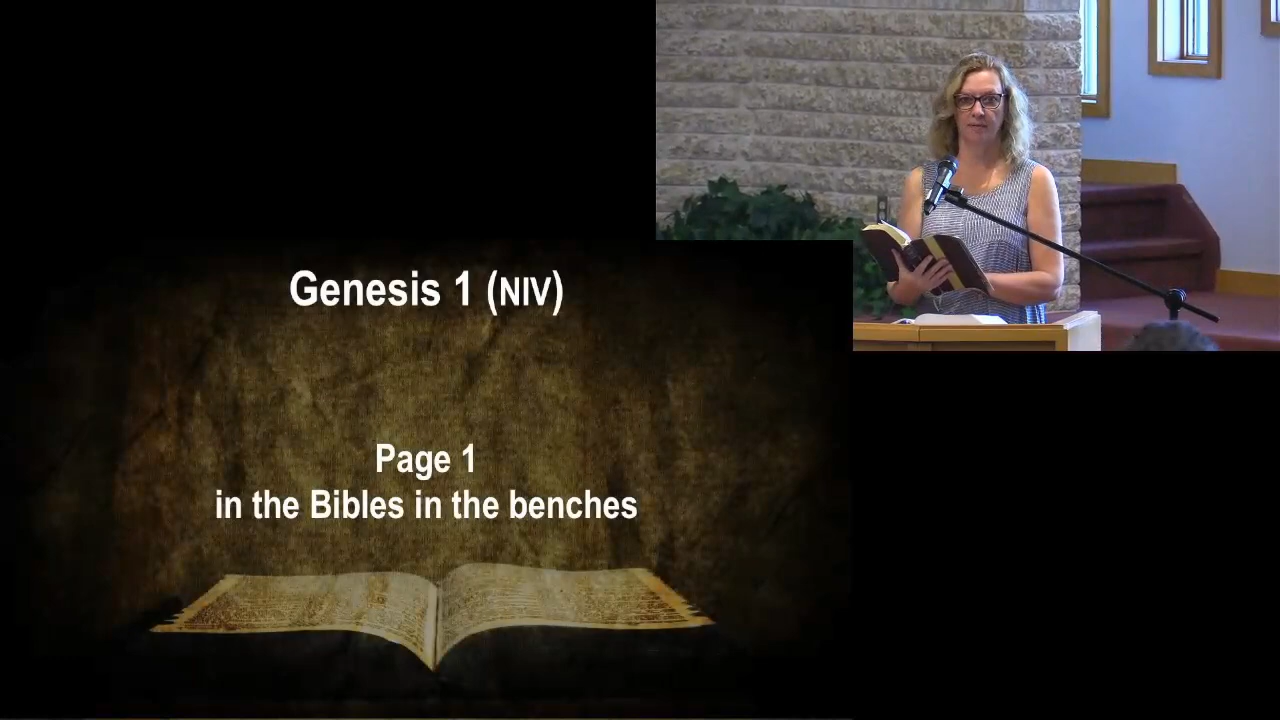 Genesis 1 (NIV)
Page 1
in the Bibles in the benches